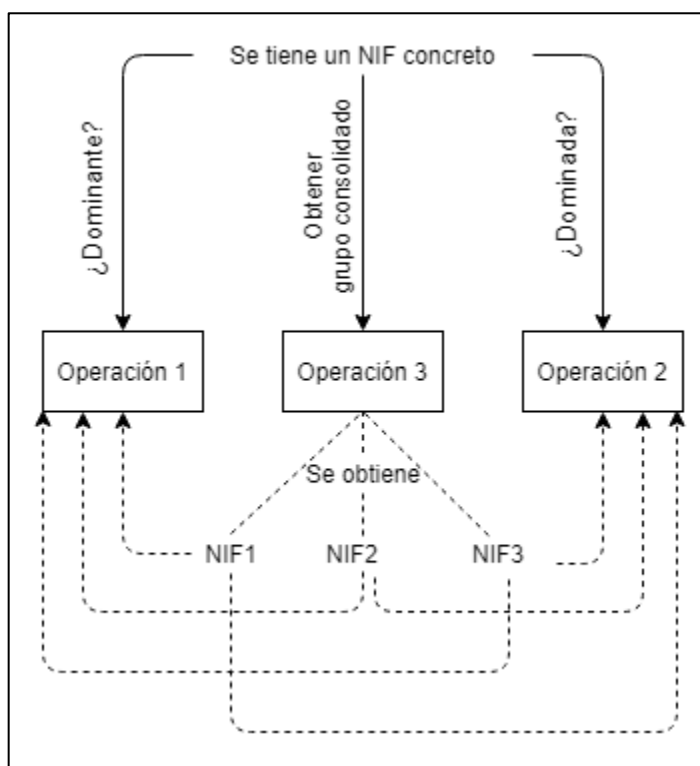 Se tiene un NIF concreto
¿Dominante?
Obtener
grupo consolidado
¿Dominada?
Operación 1
Operación 3
Operación 2
Se obtiene
NIF1
NIF2
NIF3